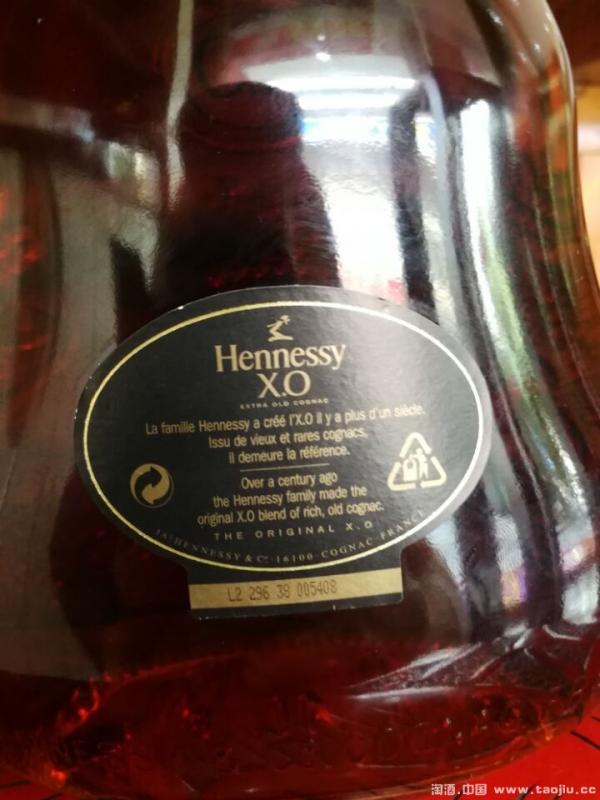 Hennessy
X.O
EXTRA OLD COGNAC
La famille Hennessy a créé l'X.O il y a plus d'un siècle.
Issu de vieux et rares cognacs,
il demeure la référence.
Over a century ago
the Hennessy family made the
original X.O blend of rich, old cognac.
THE ORIGINAL X.O
JAS HENNESSY & Cº · 16100 · COGNAC · FRANCE
L2 296 38 005408
淘酒.中国 www.taojiu.cc